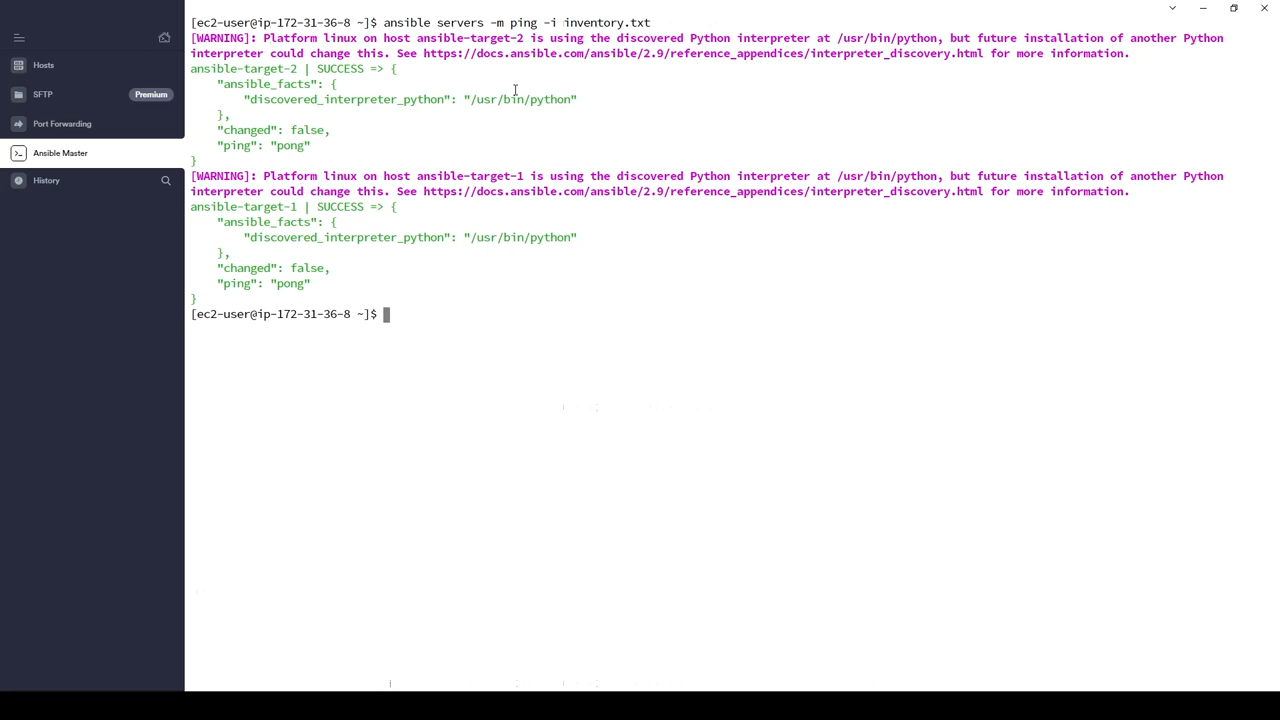 [ec2-user@ip-172-31-36-8 ~]$ ansible servers -m ping -i inventory.txt
[WARNING]: Platform linux on host ansible-target-2 is using the discovered Python interpreter at /usr/bin/python, but future installation of another Python
interpreter could change this. See https://docs.ansible.com/ansible/2.9/reference_appendices/interpreter_discovery.html for more information.
ansible-target-2 | SUCCESS => {
    "ansible_facts": {
        "discovered_interpreter_python": "/usr/bin/python"
    },
    "changed": false,
    "ping": "pong"
}
[WARNING]: Platform linux on host ansible-target-1 is using the discovered Python interpreter at /usr/bin/python, but future installation of another Python
interpreter could change this. See https://docs.ansible.com/ansible/2.9/reference_appendices/interpreter_discovery.html for more information.
ansible-target-1 | SUCCESS => {
    "ansible_facts": {
        "discovered_interpreter_python": "/usr/bin/python"
    },
    "changed": false,
    "ping": "pong"
}
[ec2-user@ip-172-31-36-8 ~]$
Hosts
SFTP Premium
Port Forwarding
Ansible Master
History